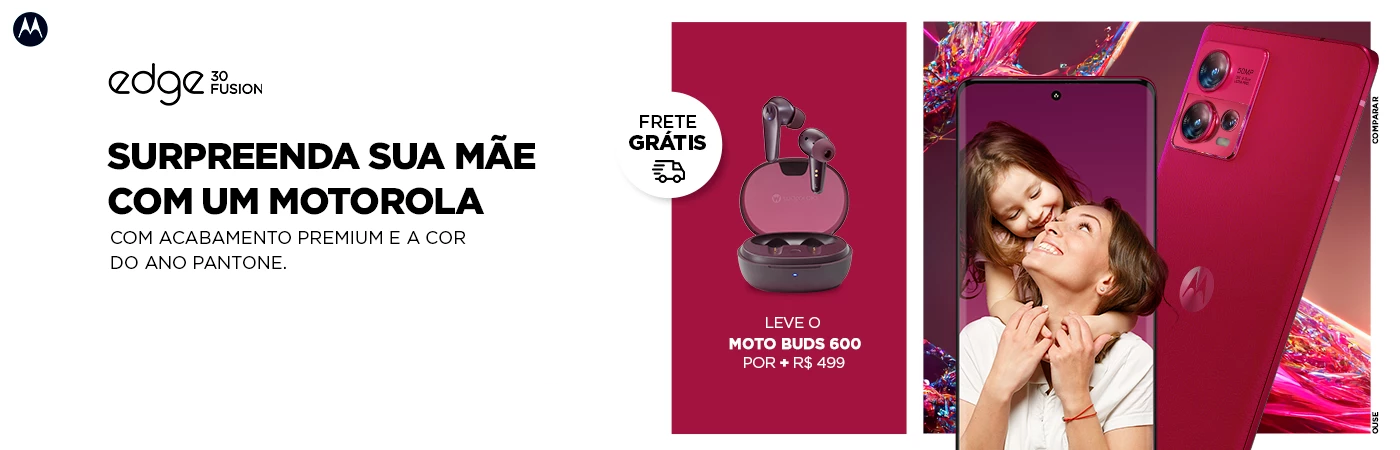 edge 30 FUSION
SURPREENDA SUA MÃE
COM UM MOTOROLA
COM ACABAMENTO PREMIUM E A COR
DO ANO PANTONE.
FRETE
GRÁTIS
LEVE O
MOTO BUDS 600
POR + R$ 499
50MP
COMPARAR
OUSE